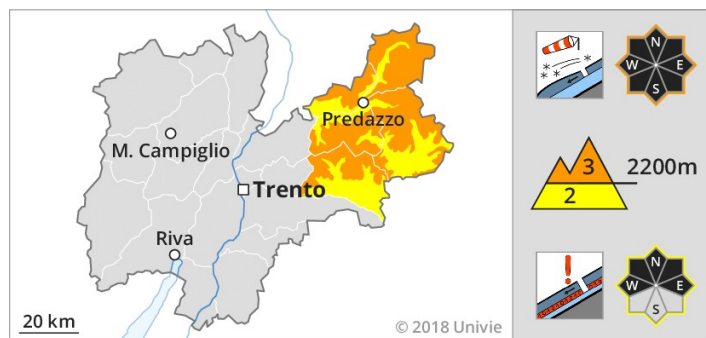 Predazzo
M. Campiglio
Trento
Riva
20 km
© 2018 Univie
N
W E
S
3 2200m
2
N
W E
S